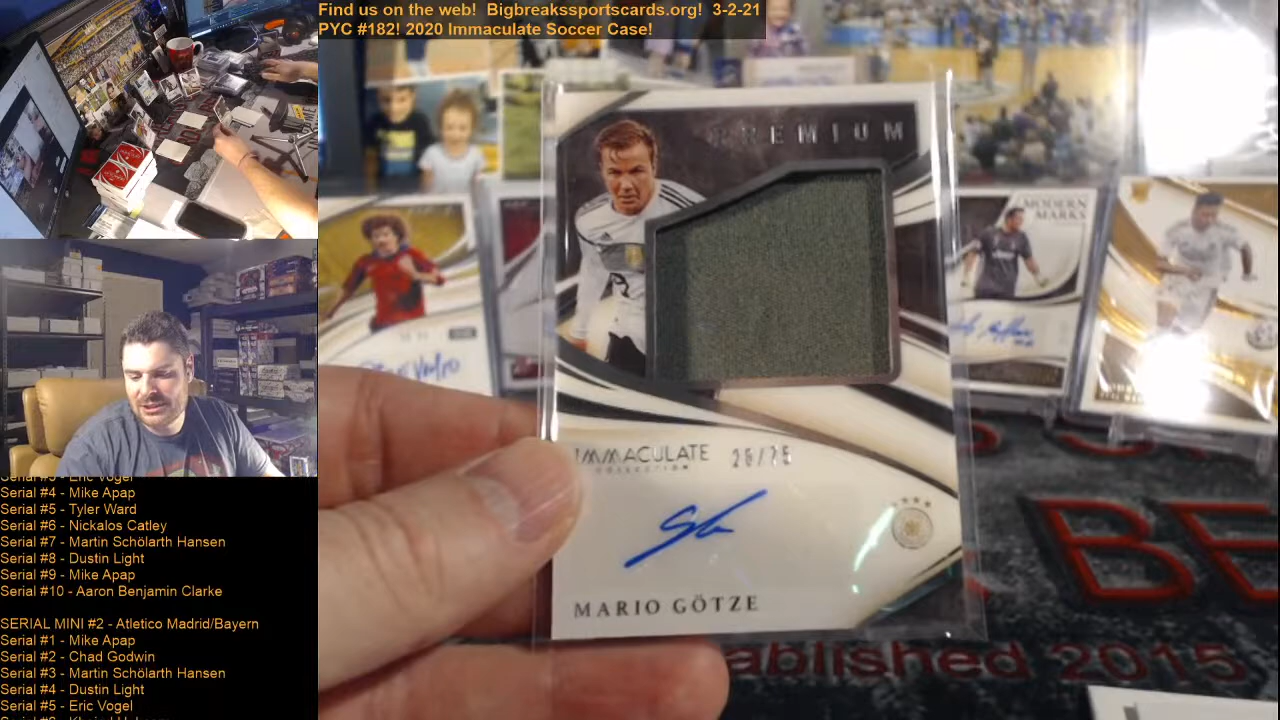 Find us on the web! Bigbreakssportscards.org! 3-2-21
PYC #182! 2020 Immaculate Soccer Case!
PREMIUM
MODERN
MARKS
IMMACULATE
COLLECTION
MARIO GÖTZE
BE
ablished 2015
Serial #4 - Mike Apap
Serial #5 - Tyler Ward
Serial #6 - Nickalos Catley
Serial #7 - Martin Schölarth Hansen
Serial #8 - Dustin Light
Serial #9 - Mike Apap
Serial #10 - Aaron Benjamin Clarke
SERIAL MINI #2 - Atletico Madrid/Bayern
Serial #1 - Mike Apap
Serial #2 - Chad Godwin
Serial #3 - Martin Schölarth Hansen
Serial #4 - Dustin Light
Serial #5 - Eric Vogel